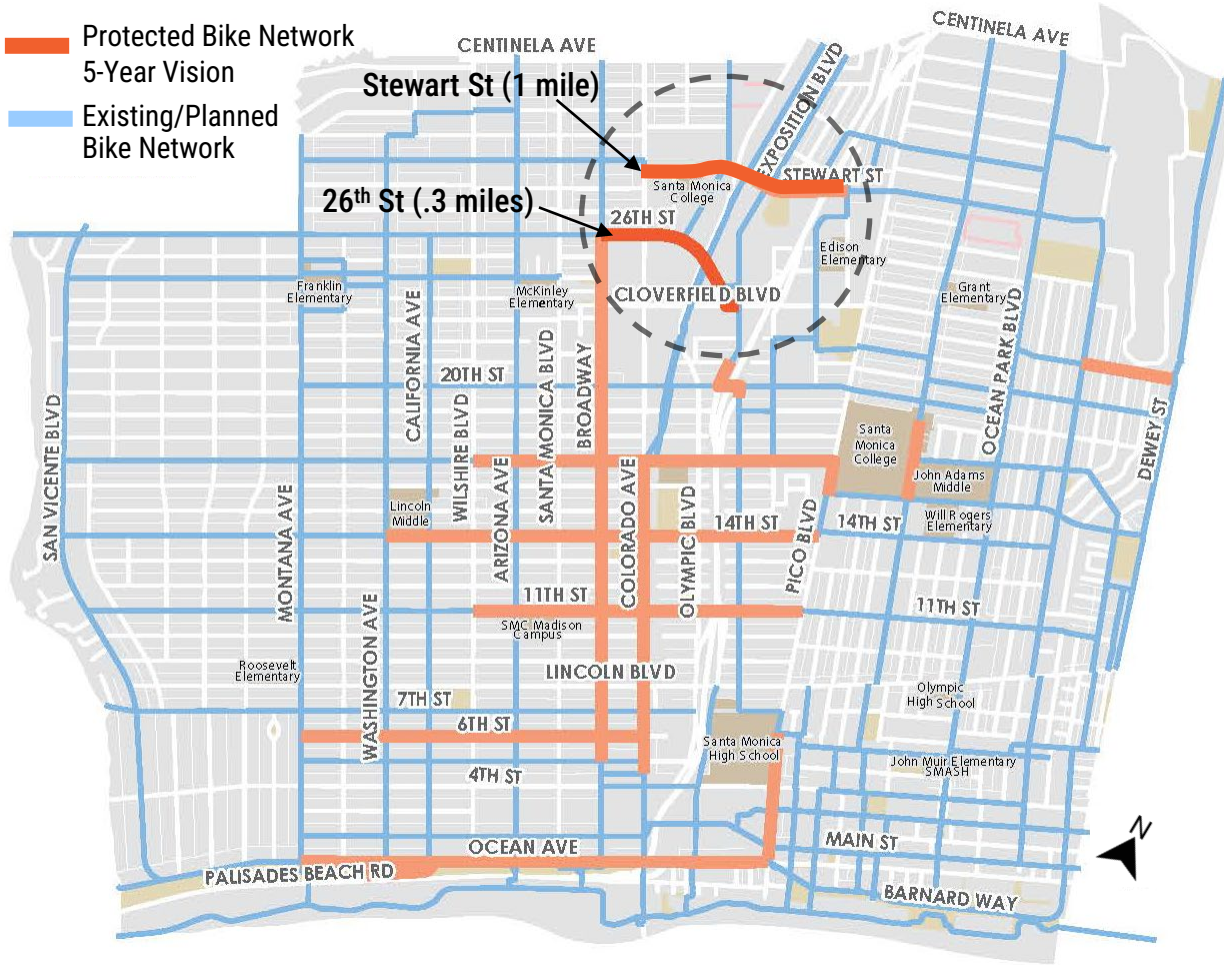 Protected Bike Network
5-Year Vision
Existing/Planned
Bike Network
CENTINELA AVE
CENTINELA AVE
Stewart St (1 mile)
EXPOSITION BLVD
STEWART ST
Santa Monica
College
26th St (.3 miles)
26TH ST
Edison
Elementary
Franklin
Elementary
McKinley
Elementary
CLOVERFIELD BLVD
Grant
Elementary
CALIFORNIA AVE
SANTA MONICA BLVD
BROADWAY
OCEAN PARK BLVD
20TH ST
SAN VICENTE BLVD
WILSHIRE BLVD
DEWEY ST
Santa
Monica
College
John Adams
Middle
MONTANA AVE
Lincoln
Middle
ARIZONA AVE
COLORADO AVE
OLYMPIC BLVD
14TH ST
PICO BLVD
14TH ST
Will Rogers
Elementary
11TH ST
11TH ST
SMC Madison
Campus
WASHINGTON AVE
Roosevelt
Elementary
LINCOLN BLVD
7TH ST
6TH ST
Olympic
High School
Santa Monica
High School
4TH ST
John Muir Elementary
SMASH
OCEAN AVE
MAIN ST
N
PALISADES BEACH RD
BARNARD WAY